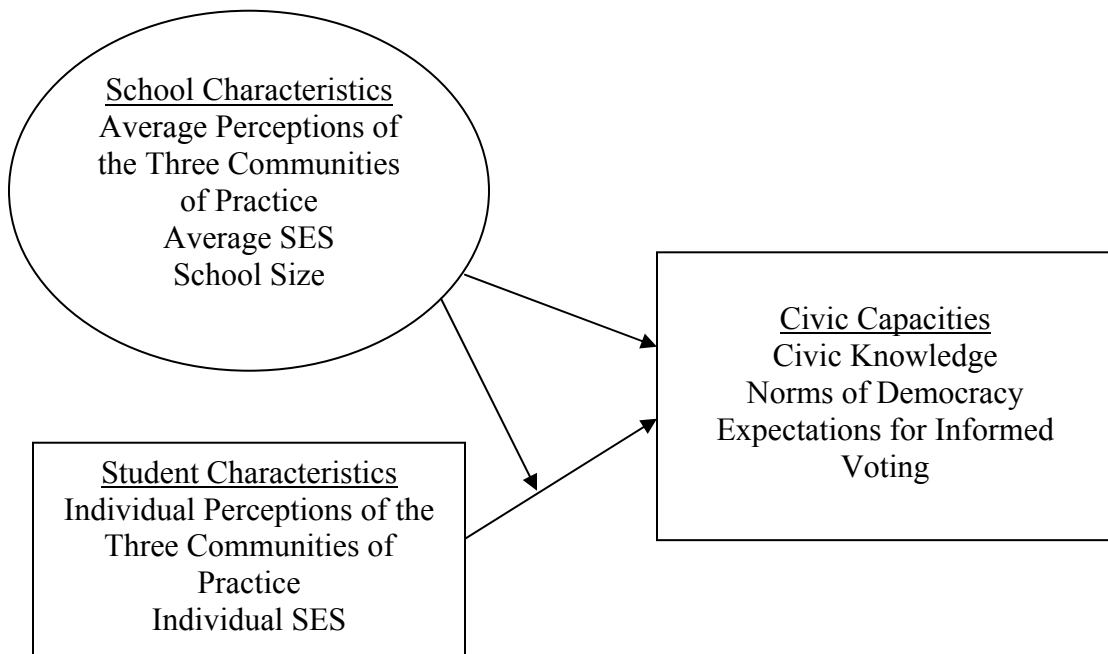 School Characteristics
Average Perceptions of
the Three Communities
of Practice
Average SES
School Size
Civic Capacities
Civic Knowledge
Norms of Democracy
Expectations for Informed
Voting
Student Characteristics
Individual Perceptions of the
Three Communities of
Practice
Individual SES